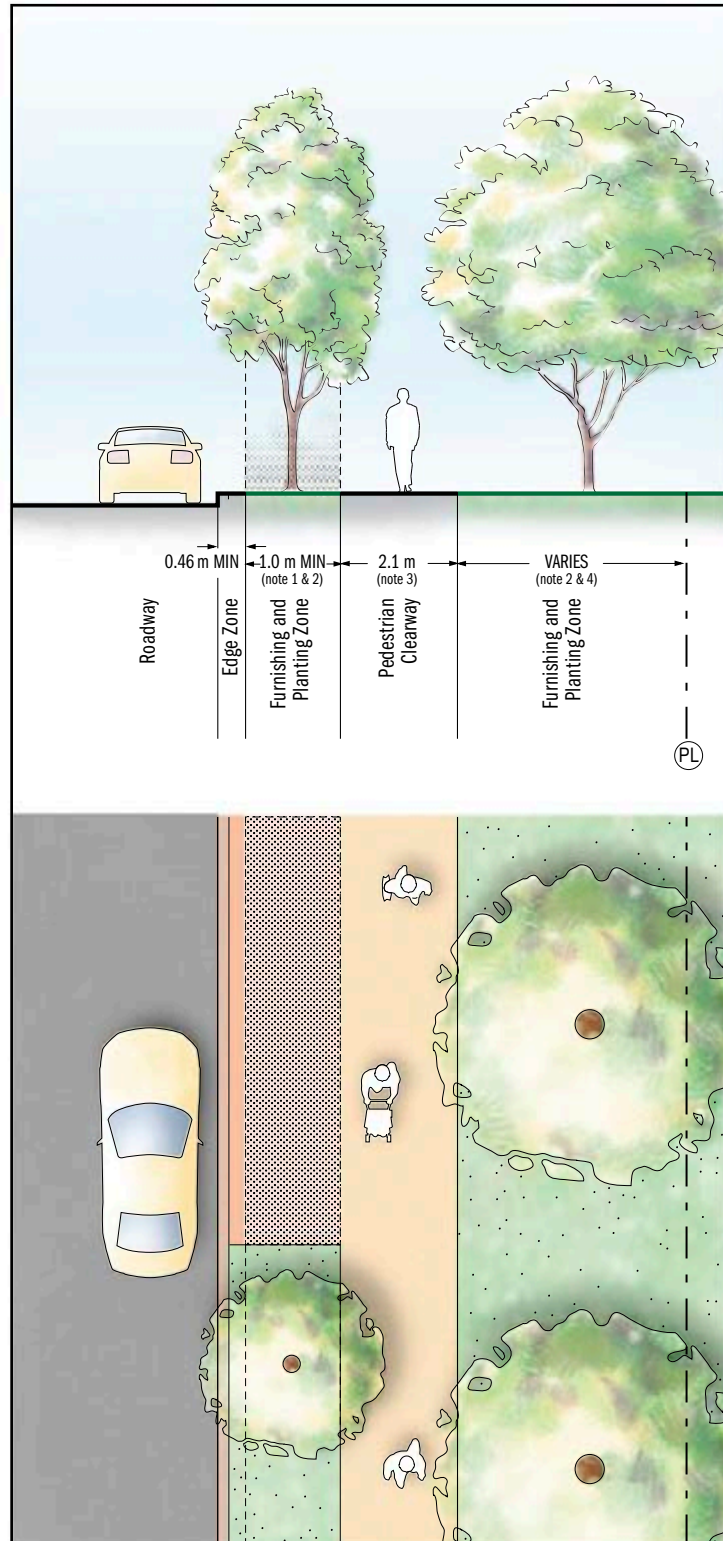 0.46 m MIN
1.0 m MIN
(note 1 & 2)
2.1 m
(note 3)
VARIES
(note 2 & 4)
Roadway
Edge Zone
Furnishing and
Planting Zone
Pedestrian
Clearway
Furnishing and
Planting Zone
PL